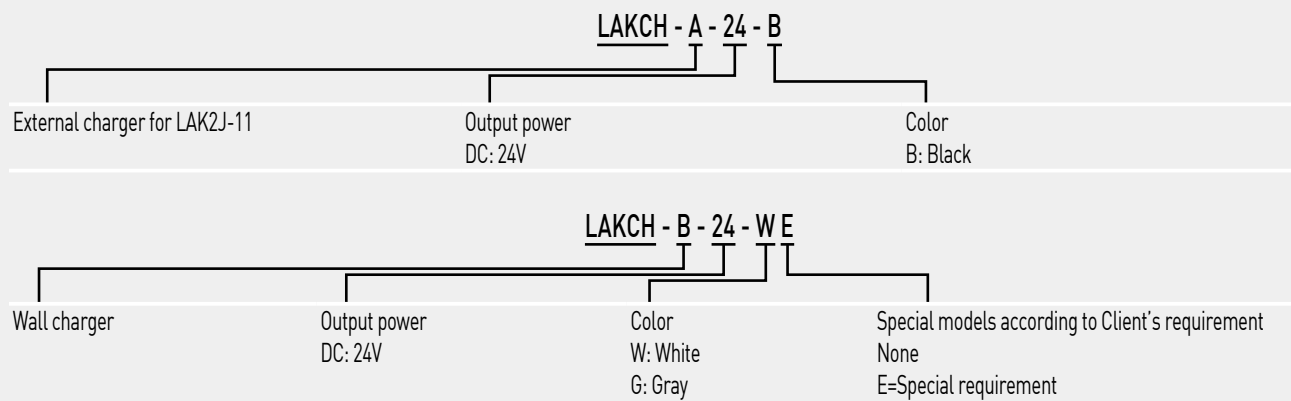 LAKCH - A - 24 - B
External charger for LAK2J-11
Output power
DC: 24V
Color
B: Black
LAKCH - B - 24 - W E
Wall charger
Output power
DC: 24V
Color
W: White
G: Gray
Special models according to Client's requirement
None
E=Special requirement